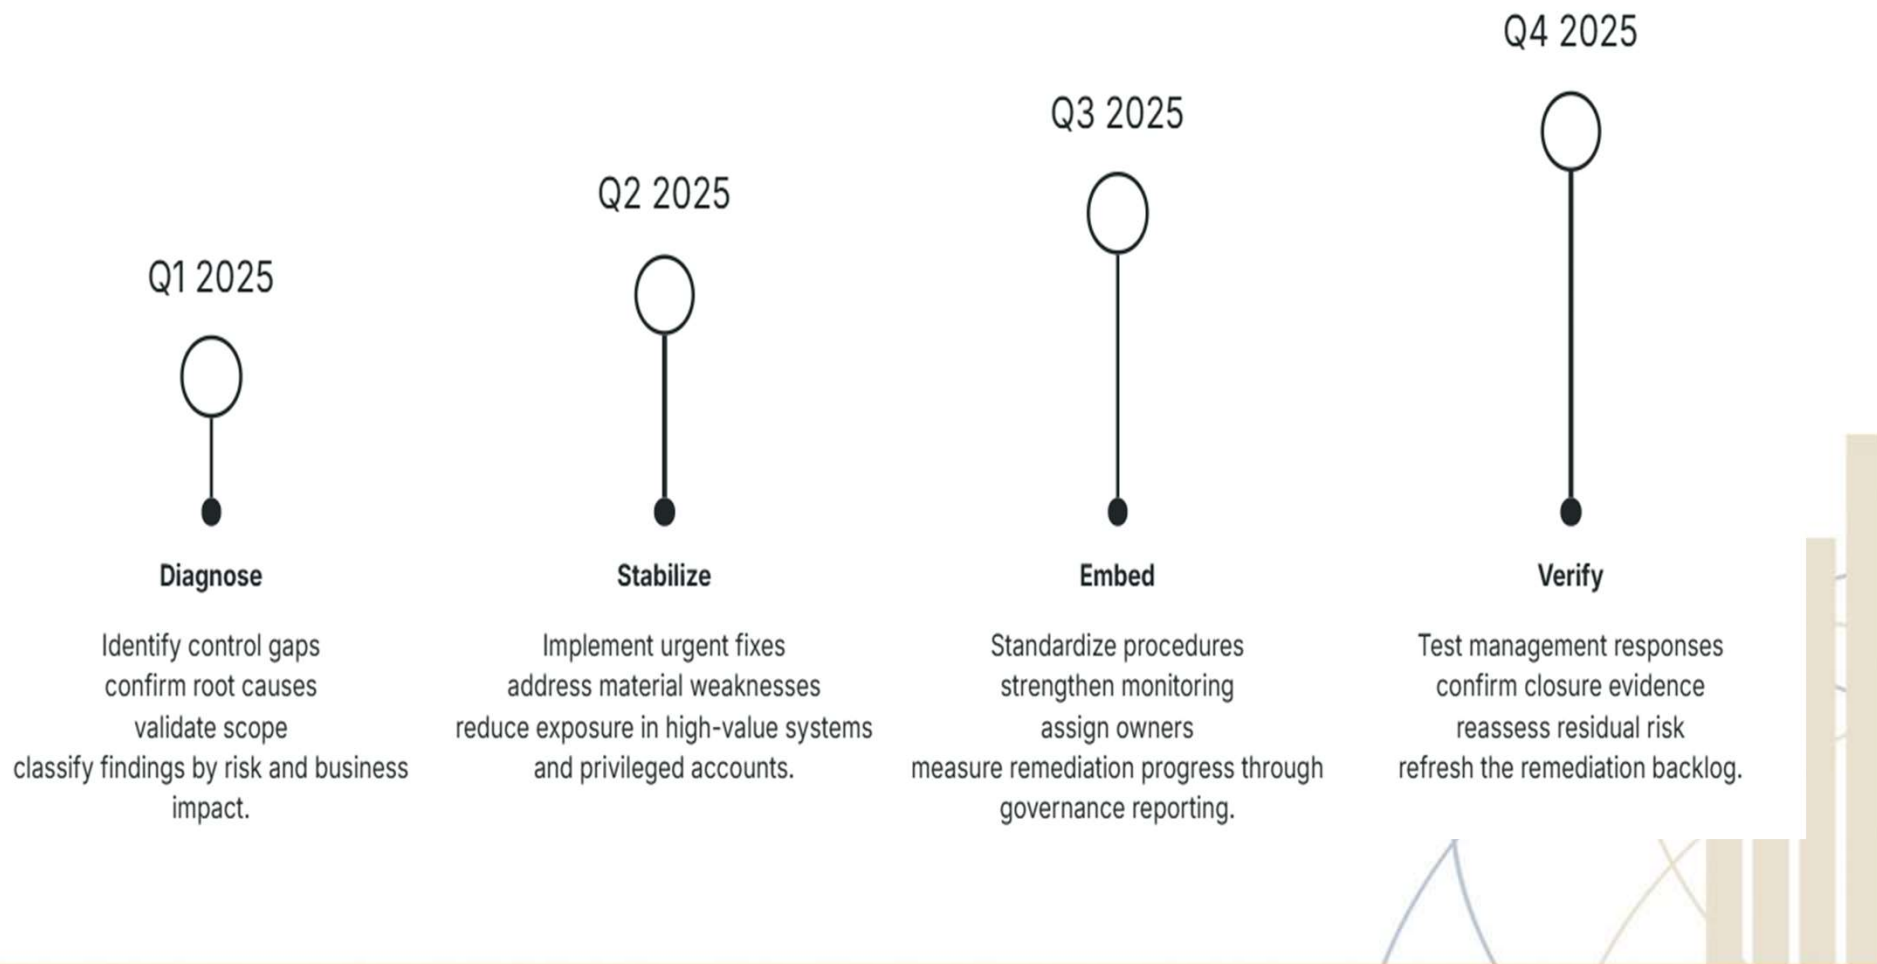 Q1 2025
Diagnose
Identify control gaps
confirm root causes
validate scope
classify findings by risk and business
impact.
Q2 2025
Stabilize
Implement urgent fixes
address material weaknesses
reduce exposure in high-value systems
and privileged accounts.
Q3 2025
Embed
Standardize procedures
strengthen monitoring
assign owners
measure remediation progress through
governance reporting.
Q4 2025
Verify
Test management responses
confirm closure evidence
reassess residual risk
refresh the remediation backlog.